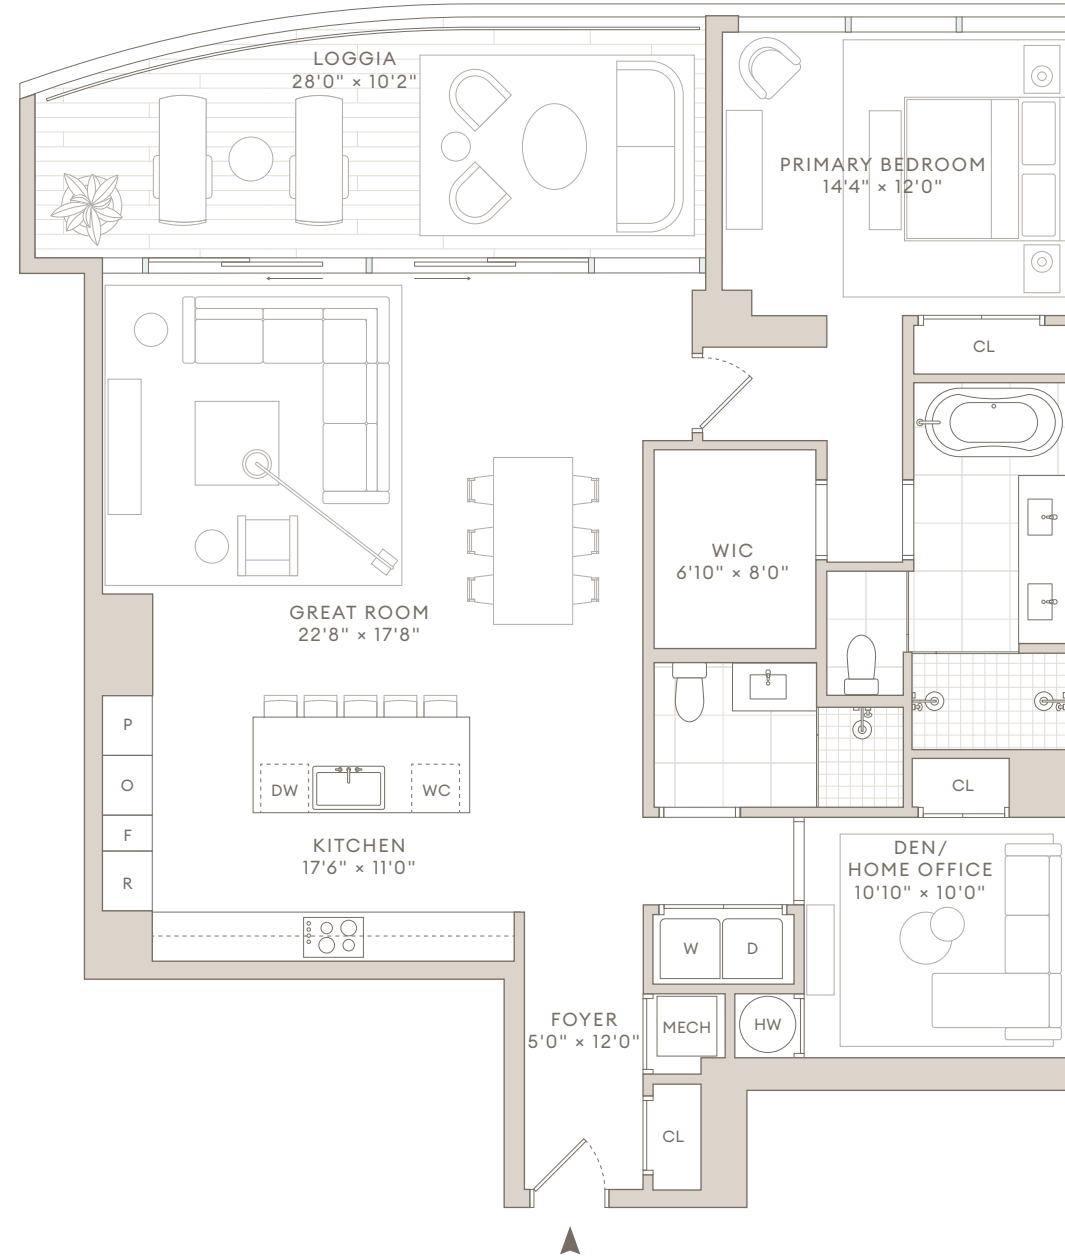 LOGGIA
28'0" × 10'2"
PRIMARY BEDROOM
14'4" × 12'0"
CL
WIC
6'10" × 8'0"
GREAT ROOM
22'8" × 17'8"
P
O
F
R
DW
WC
CL
KITCHEN
17'6" × 11'0"
DEN/
HOME OFFICE
10'10" × 10'0"
W
D
FOYER
5'0" × 12'0"
MECH
HW
CL